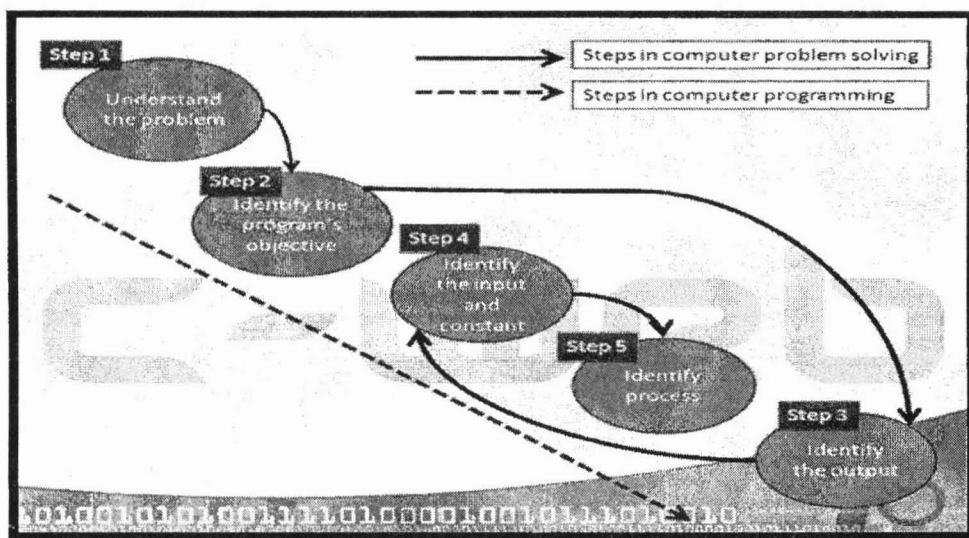 Step 1
Understand
the problem
Steps in computer problem solving
Steps in computer programming
Step 2
Identify the
program's
objective
Step 4
Identify
the input
and
constant
Step 5
Identify
process
Step 3
Identify
the output